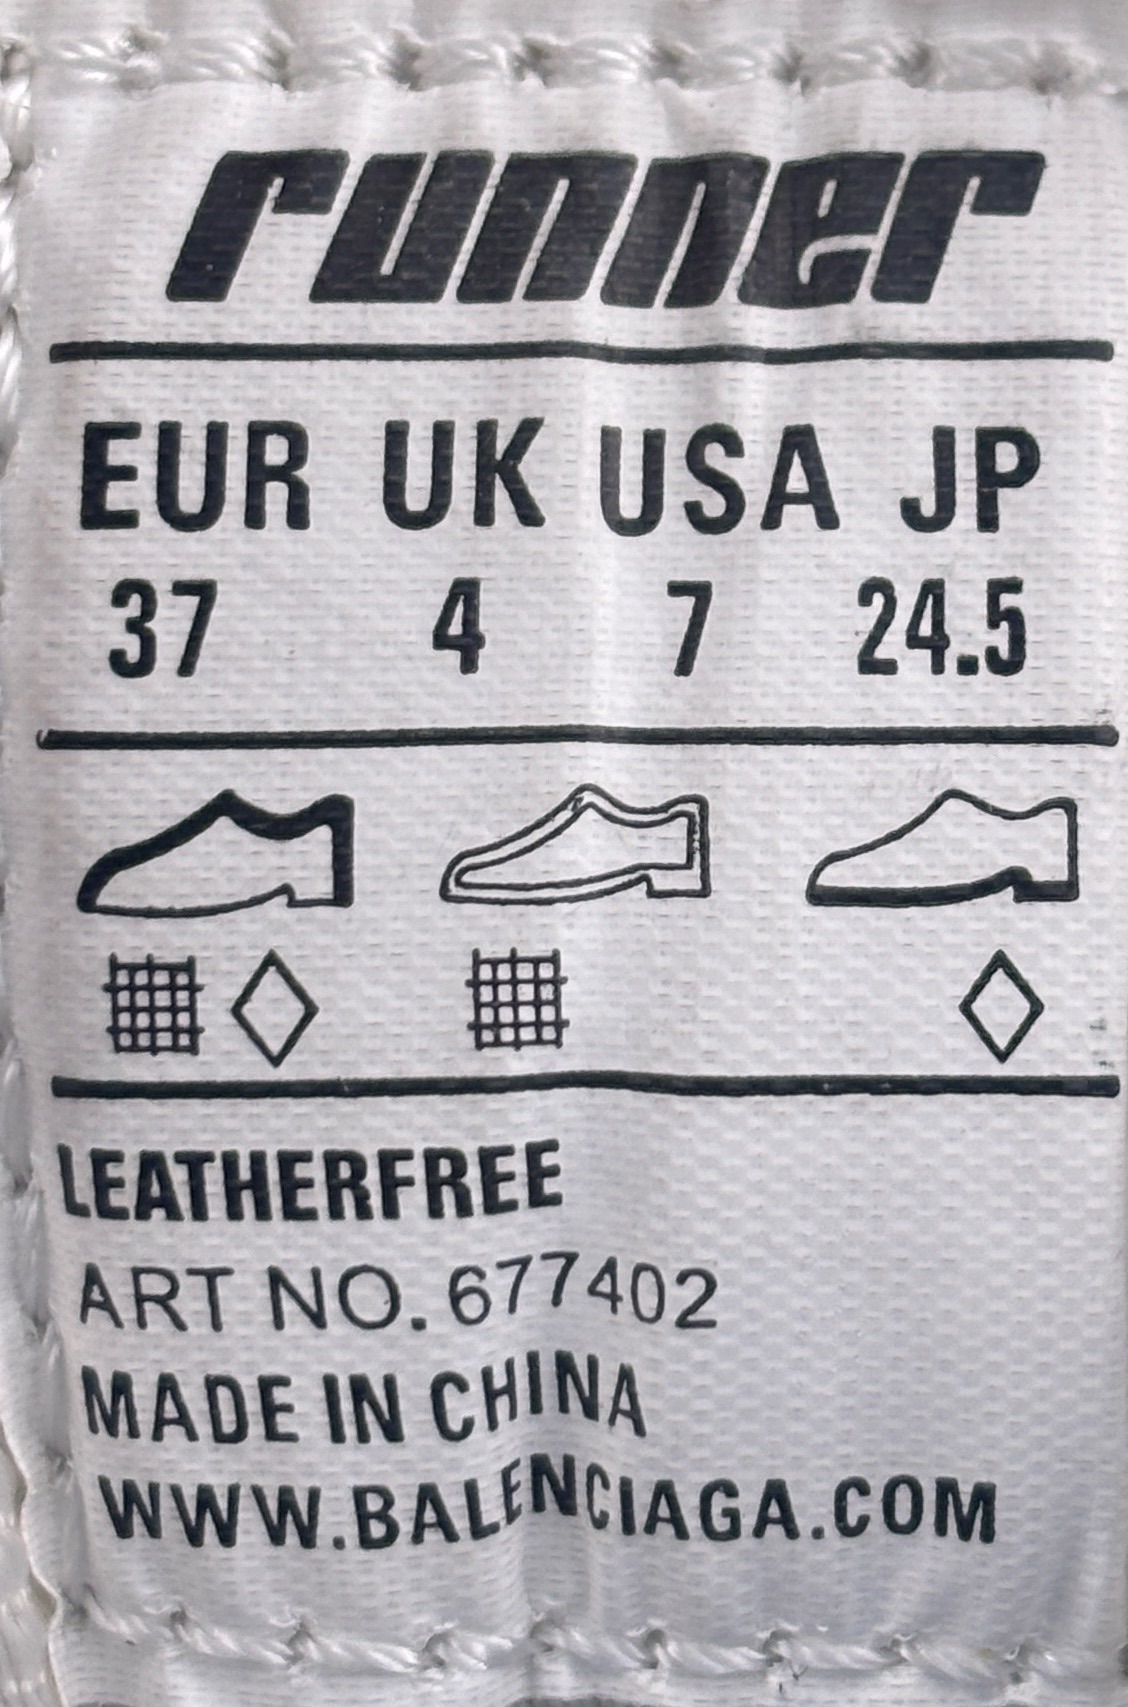 runner
EUR UK USA JP
37 4 7 24.5
LEATHERFREE
ART NO. 677402
MADE IN CHINA
WWW.BALENCIAGA.COM